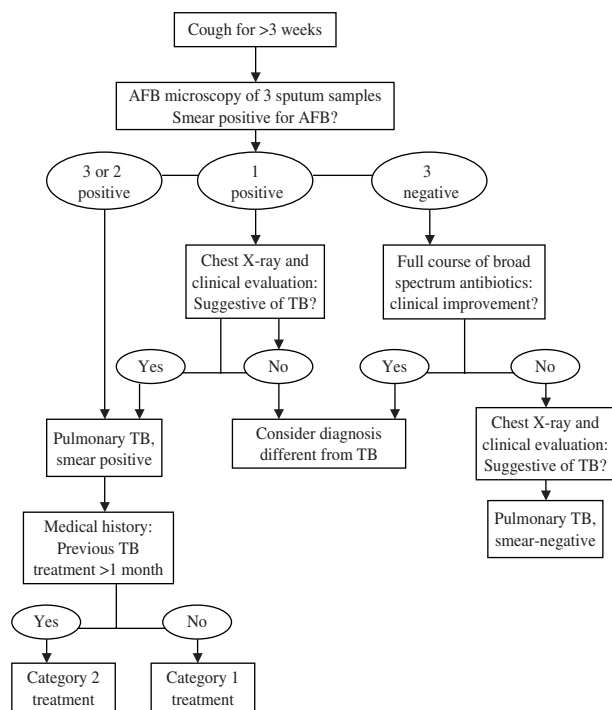 Cough for >3 weeks
AFB microscopy of 3 sputum samples
Smear positive for AFB?
3 or 2
positive
1
positive
3
negative
Chest X-ray and
clinical evaluation:
Suggestive of TB?
Full course of broad
spectrum antibiotics:
clinical improvement?
Yes
No
Yes
No
Pulmonary TB,
smear positive
Consider diagnosis
different from TB
Chest X-ray and
clinical evaluation:
Suggestive of TB?
Medical history:
Previous TB
treatment >1 month
Pulmonary TB,
smear-negative
Yes
No
Category 2
treatment
Category 1
treatment